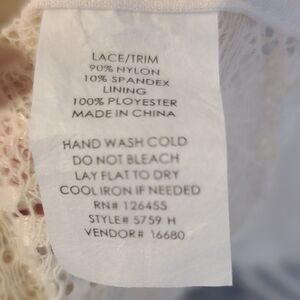 LACE/TRIM
90% NYLON
10% SPANDEX
LINING
100% PLOYESTER
MADE IN CHINA
HAND WASH COLD
DO NOT BLEACH
LAY FLAT TO DRY
COOL IRON IF NEEDED
RN# 126455
STYLE# 5759 H
VENDOR# 16680